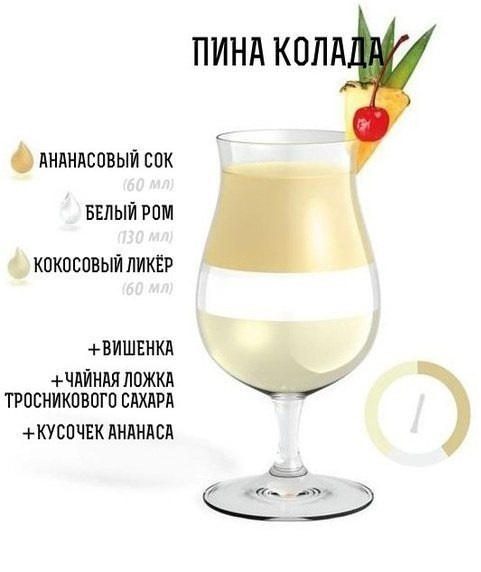 ПИНА КОЛАДА
АНАНАСОВЫЙ СОК
(60 МЛ)
БЕЛЫЙ РОМ
(130 МЛ)
КОКОСОВЫЙ ЛИКЁР
(60 МЛ)
+ВИШЕНКА
+ЧАЙНАЯ ЛОЖКА
ТРОСНИКОВОГО САХАРА
+КУСОЧЕК АНАНАСА